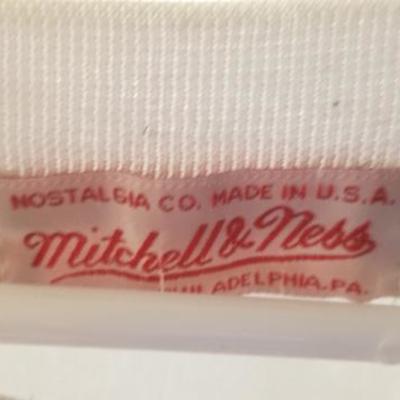 NOSTALGIA CO. MADE IN U.S.A.
Mitchell & Ness
PHILADELPHIA, PA.